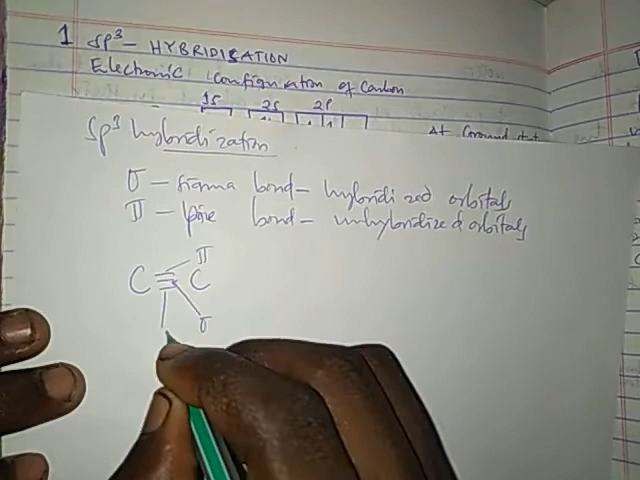 1 Sp³ - HYBRIDISATION
Electronic Configuration of Carbon
1s 2s 2p
At Ground
Sp³ hybridization
σ - sigma bond - hybridized orbitals
π - pie bond - unhybridized orbitals
π
C ≡ C
σ